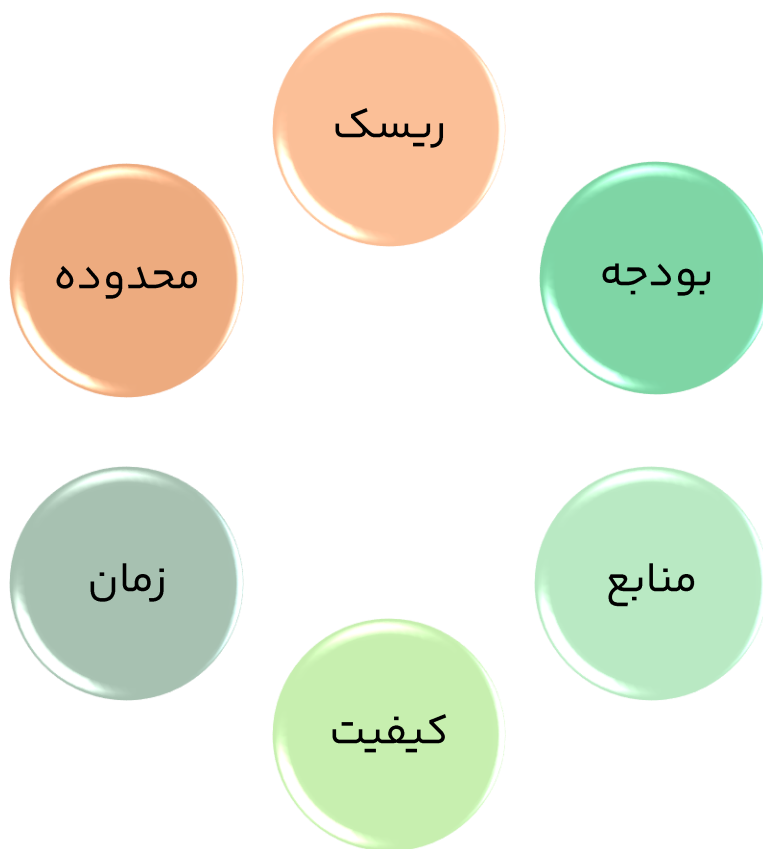 ریسک
بودجه
محدوده
منابع
زمان
کیفیت